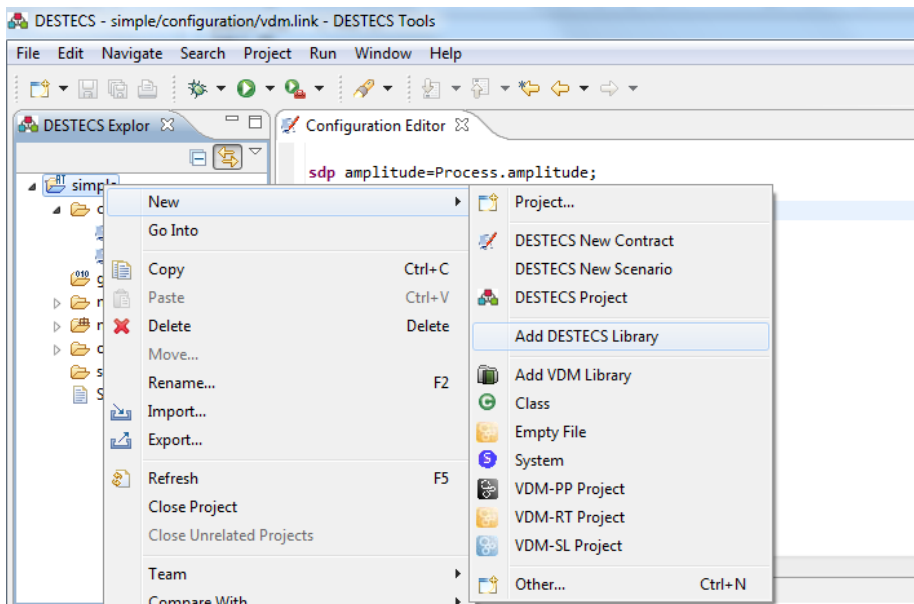 DESTECS - simple/configuration/vdm.link - DESTECS Tools
File Edit Navigate Search Project Run Window Help
DESTECS Explor
Configuration Editor
sdp amplitude=Process.amplitude;
simple
New
Go Into
Copy Ctrl+C
Paste Ctrl+V
Delete Delete
Move...
Rename... F2
Import...
Export...
Refresh F5
Close Project
Close Unrelated Projects
Team
Compare With
Project...
DESTECS New Contract
DESTECS New Scenario
DESTECS Project
Add DESTECS Library
Add VDM Library
Class
Empty File
System
VDM-PP Project
VDM-RT Project
VDM-SL Project
Other... Ctrl+N